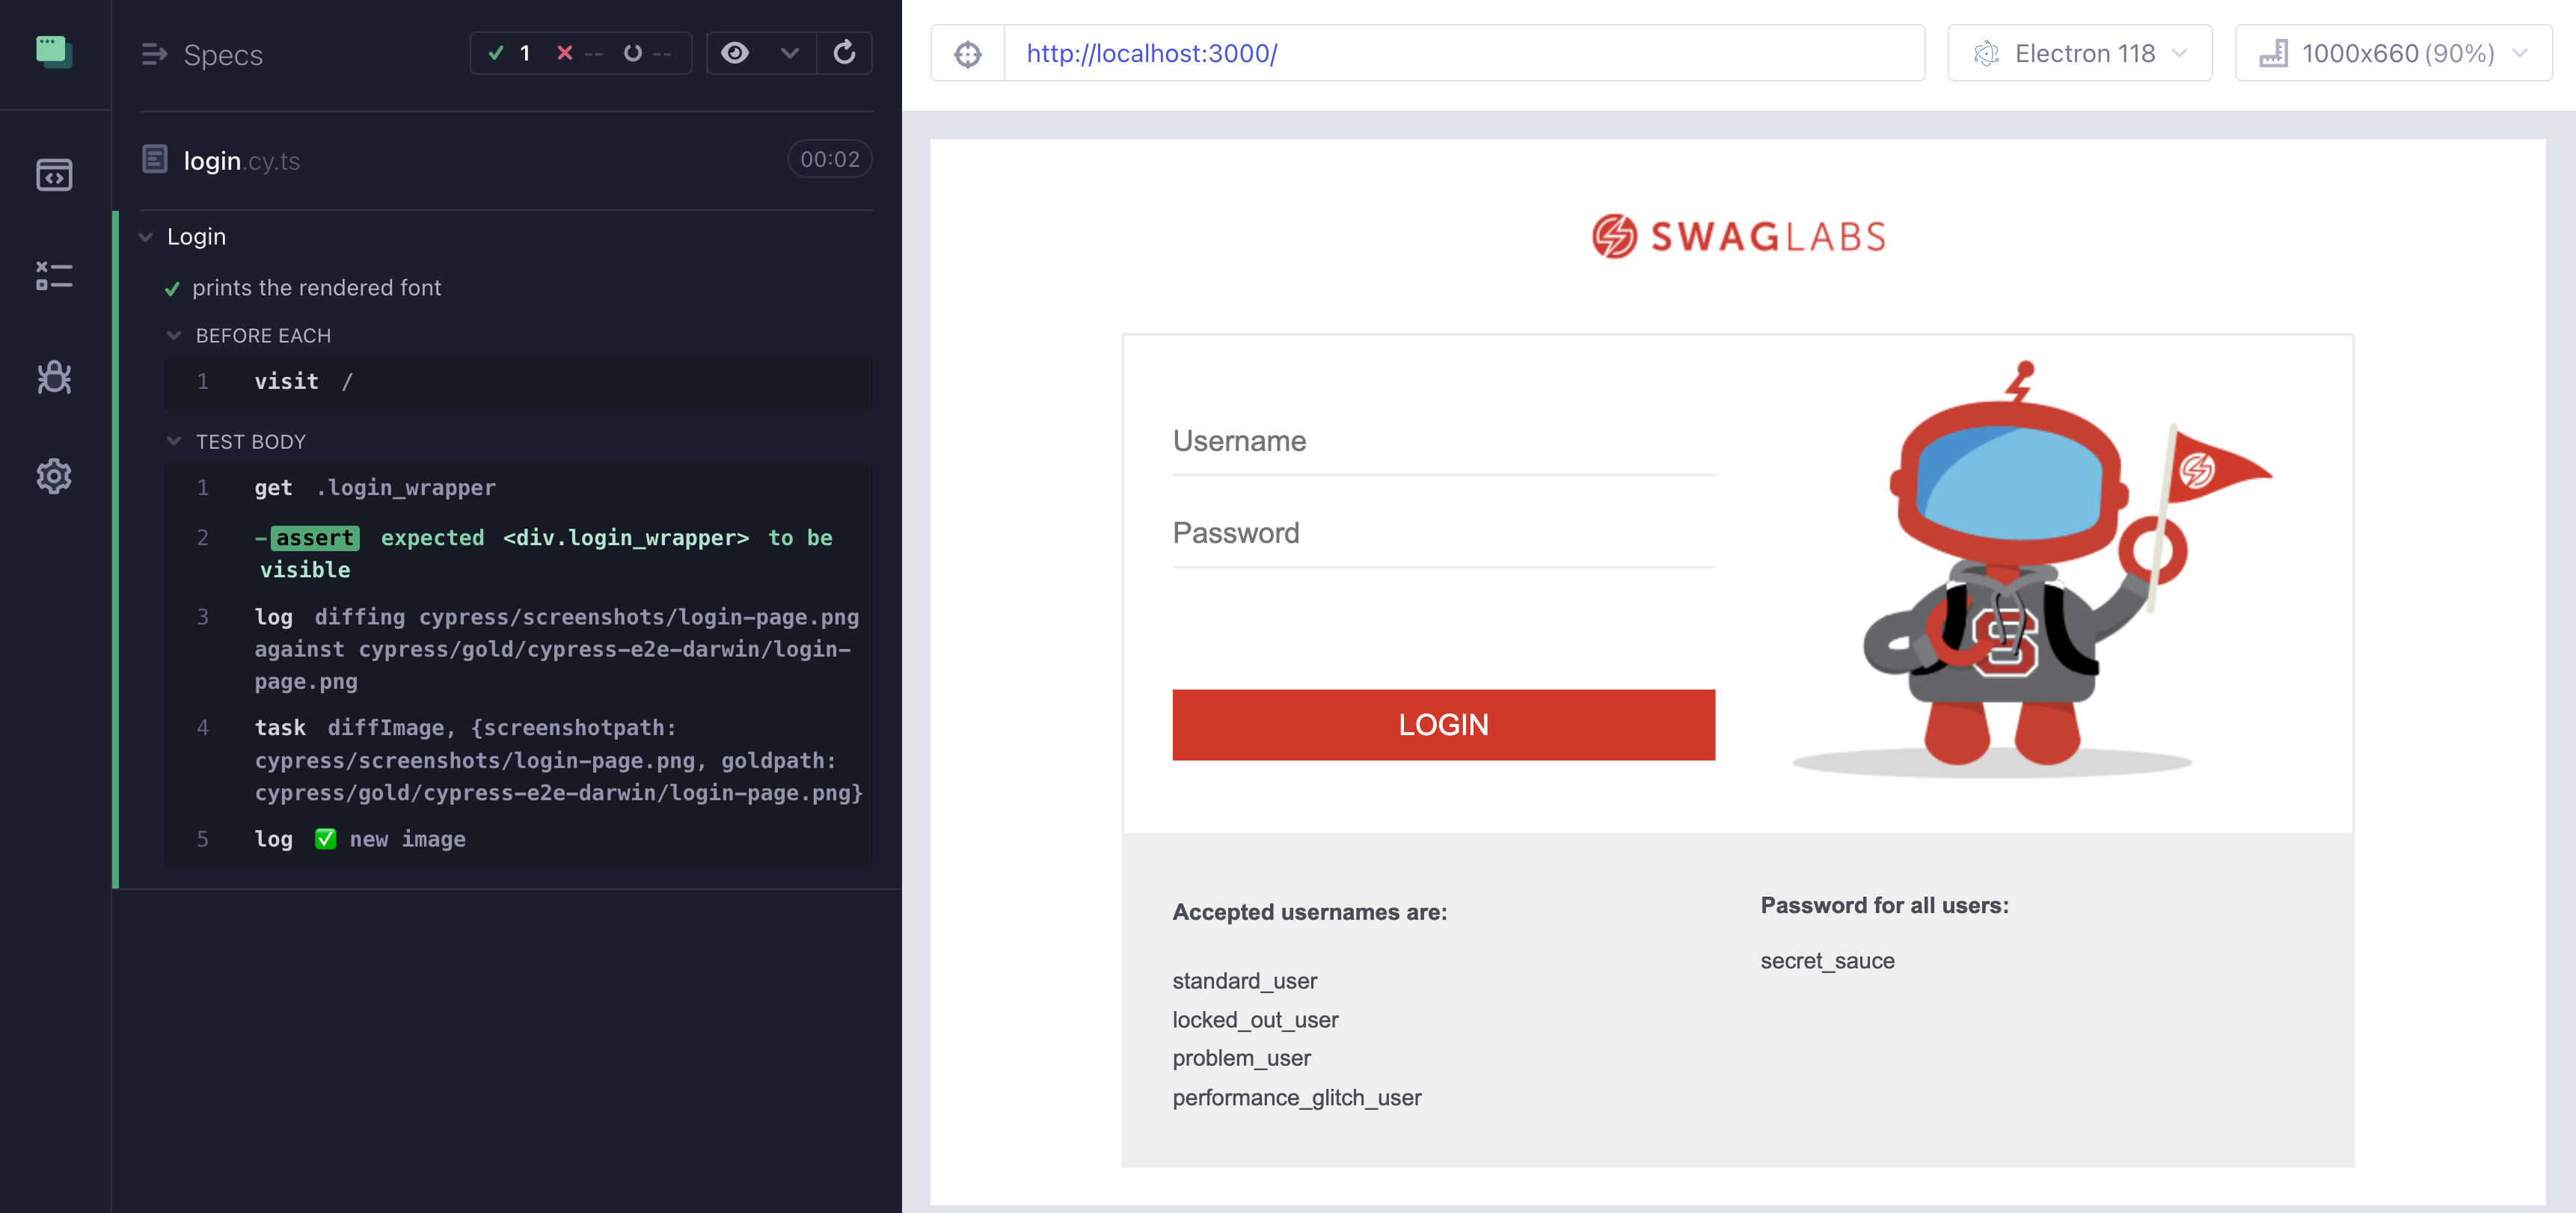 Specs
1 -- --
http://localhost:3000/
Electron 118
1000x660 (90%)
login.cy.ts
00:02
Login
prints the rendered font
BEFORE EACH
1 visit /
TEST BODY
1 get .login_wrapper
2 -assert expected <div.login_wrapper> to be
visible
3 log diffing cypress/screenshots/login-page.png
against cypress/gold/cypress-e2e-darwin/login-
page.png
4 task diffImage, {screenshotpath:
cypress/screenshots/login-page.png, goldpath:
cypress/gold/cypress-e2e-darwin/login-page.png}
5 log ✅ new image
SWAGLABS
Username
Password
LOGIN
S
Accepted usernames are:
standard_user
locked_out_user
problem_user
performance_glitch_user
Password for all users:
secret_sauce